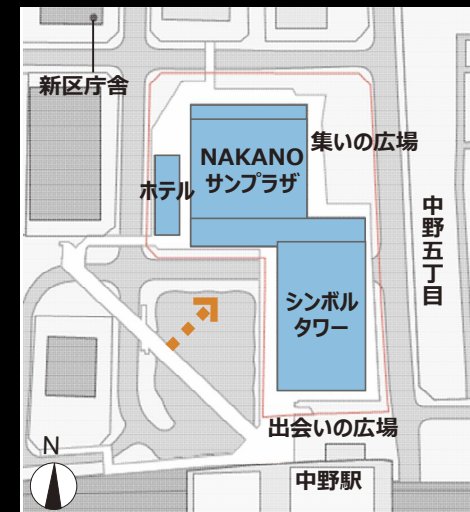 新区庁舎
NAKANO
サンプラザ
集いの広場
ホテル
中野五丁目
シンボル
タワー
出会いの広場
N
中野駅